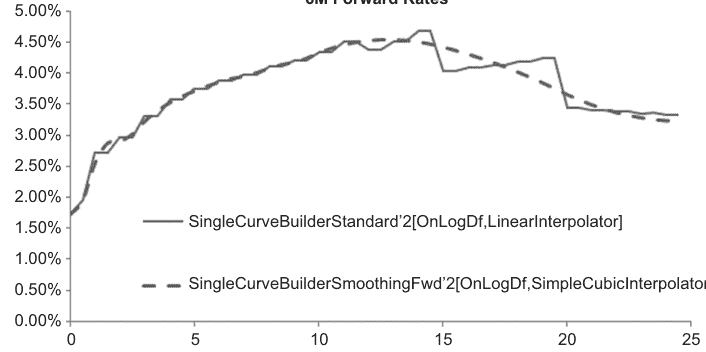 6M Forward Rates
5.00%
4.50%
4.00%
3.50%
3.00%
2.50%
2.00%
1.50%
1.00%
0.50%
0.00%
SingleCurveBuilderStandard’2[OnLogDf,LinearInterpolator]
SingleCurveBuilderSmoothingFwd’2[OnLogDf,SimpleCubicInterpolator
0 5 10 15 20 25